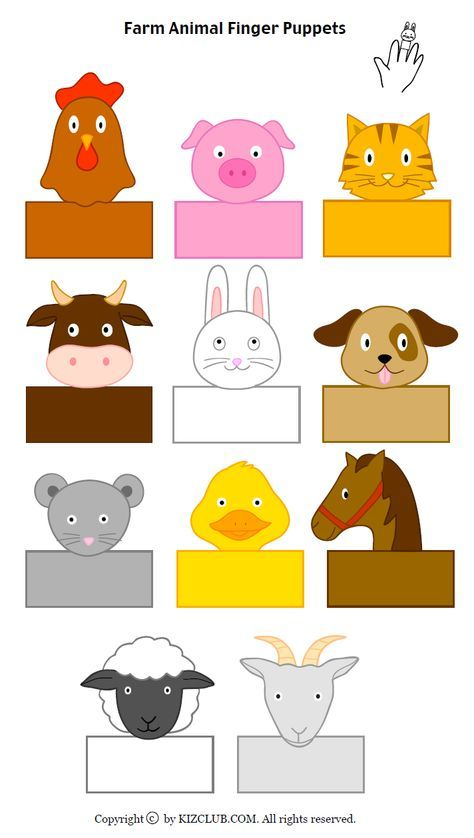 Farm Animal Finger Puppets
Copyright ⓒ by KIZCLUB.COM. All rights reserved.